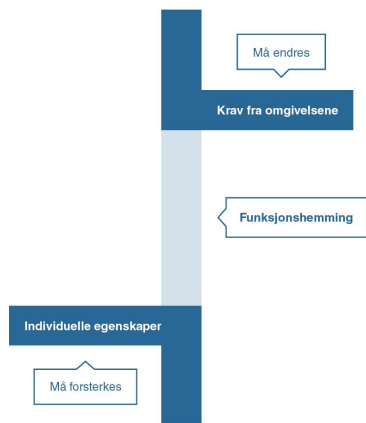 Må endres
Krav fra omgivelsene
Funksjonshemming
Individuelle egenskaper
Må forsterkes